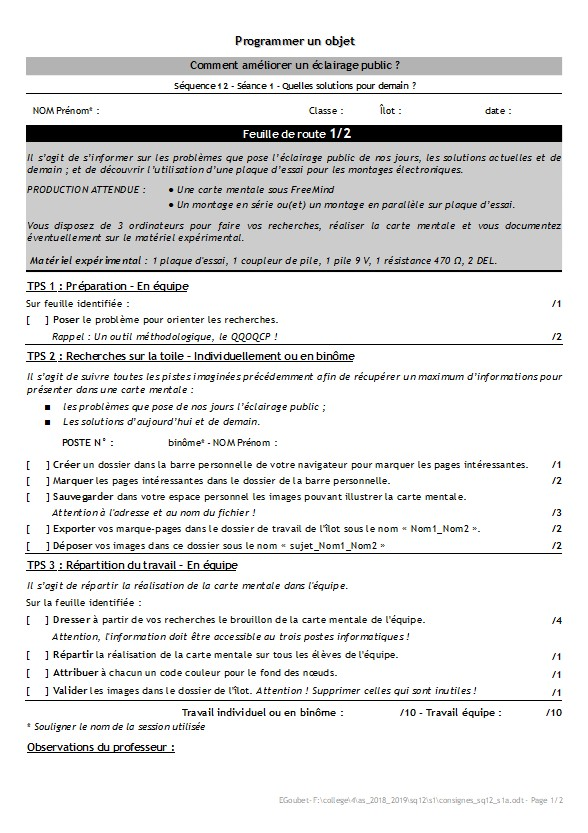 Programmer un objet
Comment améliorer un éclairage public ?
Séquence 12 - Séance 1 - Quelles solutions pour demain ?
NOM Prénom* : Classe : Îlot : date :
Feuille de route 1/2
Il s'agit de s'informer sur les problèmes que pose l'éclairage public de nos jours, les solutions actuelles et de
demain ; et de découvrir l'utilisation d'une plaque d'essai pour les montages électroniques.
PRODUCTION ATTENDUE : • Une carte mentale sous FreeMind
• Un montage en série ou(et) un montage en parallèle sur plaque d'essai.
Vous disposez de 3 ordinateurs pour faire vos recherches, réaliser la carte mentale et vous documentez
éventuellement sur le matériel expérimental.
Matériel expérimental : 1 plaque d'essai, 1 coupleur de pile, 1 pile 9 V, 1 résistance 470 Ω, 2 DEL.
TPS 1 : Préparation - En équipe
Sur feuille identifiée : /1
[ ] Poser le problème pour orienter les recherches.
Rappel : Un outil méthodologique, le QQOQCP ! /2
TPS 2 : Recherches sur la toile - Individuellement ou en binôme
Il s'agit de suivre toutes les pistes imaginées précédemment afin de récupérer un maximum d'informations pour
présenter dans une carte mentale :
■ les problèmes que pose de nos jours l'éclairage public ;
■ Les solutions d'aujourd'hui et de demain.
POSTE N° : binôme* - NOM Prénom :
[ ] Créer un dossier dans la barre personnelle de votre navigateur pour marquer les pages intéressantes. /1
[ ] Marquer les pages intéressantes dans le dossier de la barre personnelle. /2
[ ] Sauvegarder dans votre espace personnel les images pouvant illustrer la carte mentale.
Attention à l'adresse et au nom du fichier ! /3
[ ] Exporter vos marque-pages dans le dossier de travail de l'îlot sous le nom « Nom1_Nom2 ». /2
[ ] Déposer vos images dans ce dossier sous le nom « sujet_Nom1_Nom2 » /2
TPS 3 : Répartition du travail - En équipe
Il s'agit de répartir la réalisation de la carte mentale dans l'équipe.
Sur la feuille identifiée :
[ ] Dresser à partir de vos recherches le brouillon de la carte mentale de l'équipe. /4
Attention, l'information doit être accessible au trois postes informatiques !
[ ] Répartir la réalisation de la carte mentale sur tous les élèves de l'équipe. /1
[ ] Attribuer à chacun un code couleur pour le fond des nœuds. /1
[ ] Valider les images dans le dossier de l'îlot. Attention ! Supprimer celles qui sont inutiles ! /1
Travail individuel ou en binôme : /10 - Travail équipe : /10
* Souligner le nom de la session utilisée
Observations du professeur :
EGoubet- F:\college\4\as_2018_2019\sq12\s1\consignes_sq12_s1a.odt - Page 1/2